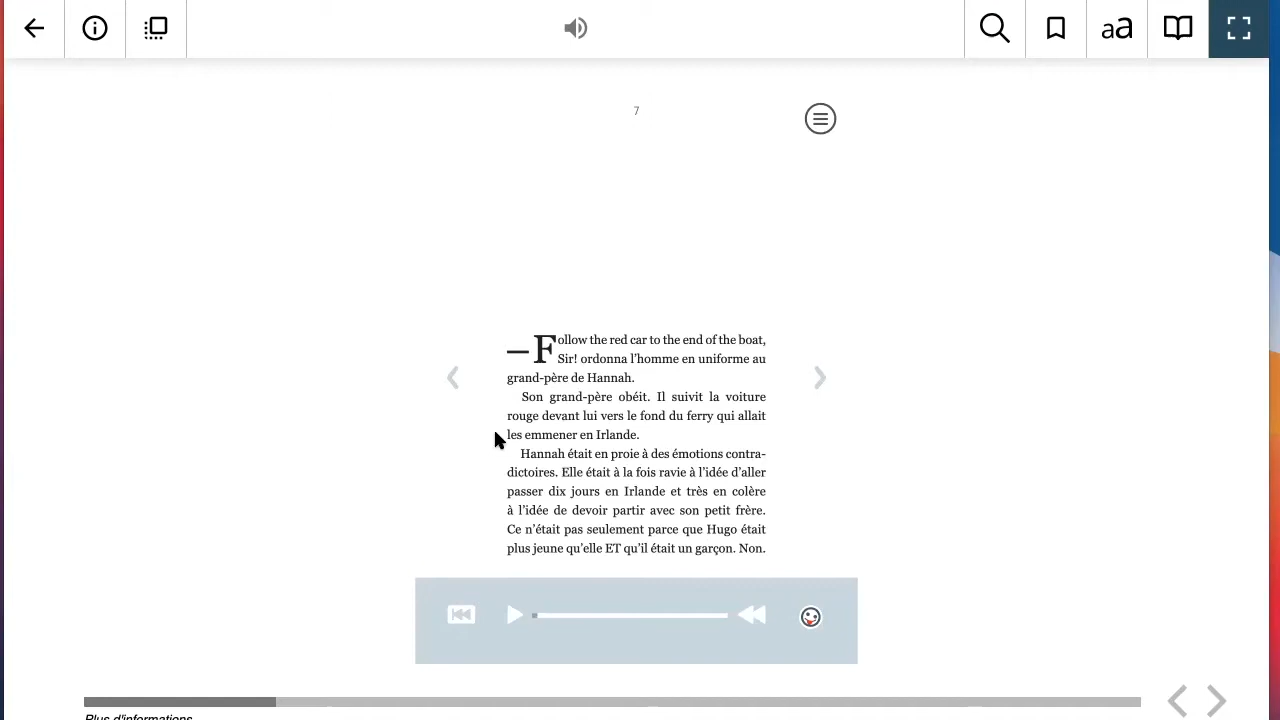 aa
7
— Follow the red car to the end of the boat,
Sir! ordonna l’homme en uniforme au
grand-père de Hannah.
Son grand-père obéit. Il suivit la voiture
rouge devant lui vers le fond du ferry qui allait
les emmener en Irlande.
Hannah était en proie à des émotions contra-
dictoires. Elle était à la fois ravie à l’idée d’aller
passer dix jours en Irlande et très en colère
à l’idée de devoir partir avec son petit frère.
Ce n’était pas seulement parce que Hugo était
plus jeune qu’elle ET qu’il était un garçon. Non.
Plus d'informations